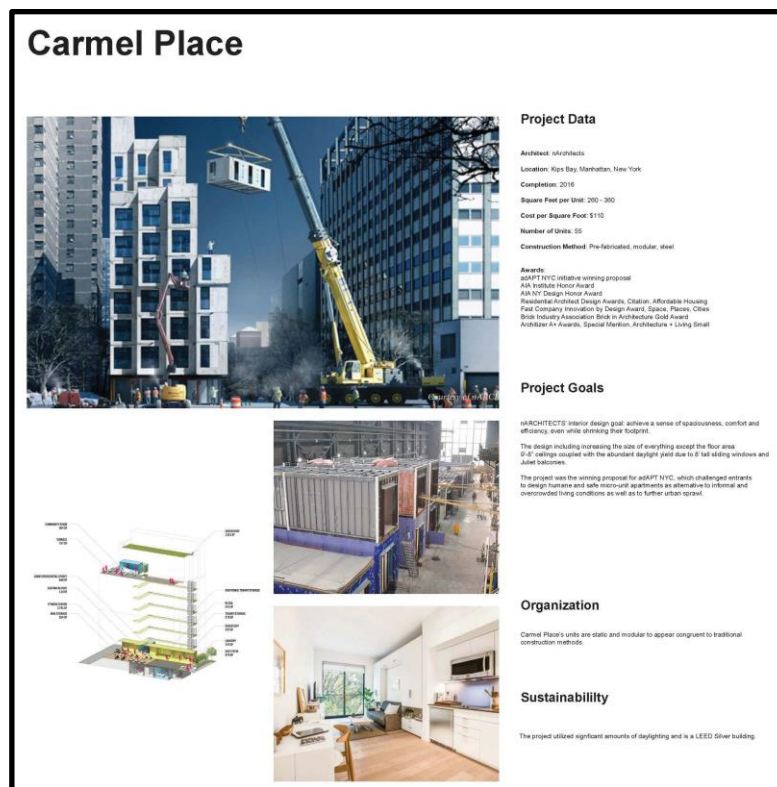 Carmel Place
Project Data
Architect: nArchitects
Location: Kips Bay, Manhattan, New York
Completion: 2016
Square Feet per Unit: 260 - 360
Cost per Square Foot: $110
Number of Units: 55
Construction Method: Pre-fabricated, modular, steel
Awards:
adAPT NYC initiative winning proposal
AIA Institute Honor Award
AIA NY Design Honor Award
Residential Architect Design Awards, Citation, Affordable Housing
Fast Company Innovation by Design Award, Space, Places, Cities
Brick Industry Association Brick in Architecture Gold Award
Architizer A+ Awards, Special Mention, Architecture + Living Small
Courtesy of nARCH
Project Goals
nARCHITECTS' interior design goal: achieve a sense of spaciousness, comfort and
efficiency, even while shrinking their footprint.
The design including increasing the size of everything except the floor area
9'-8" ceilings coupled with the abundant daylight yield due to 8' tall sliding windows and
Juliet balconies.
The project was the winning proposal for adAPT NYC, which challenged entrants
to design humane and safe micro-unit apartments as alternative to informal and
overcrowded living conditions as well as to further urban sprawl.
Organization
Carmel Place's units are static and modular to appear congruent to traditional
construction methods.
Sustainabililty
The project utilized signficant amounts of daylighting and is a LEED Silver building.